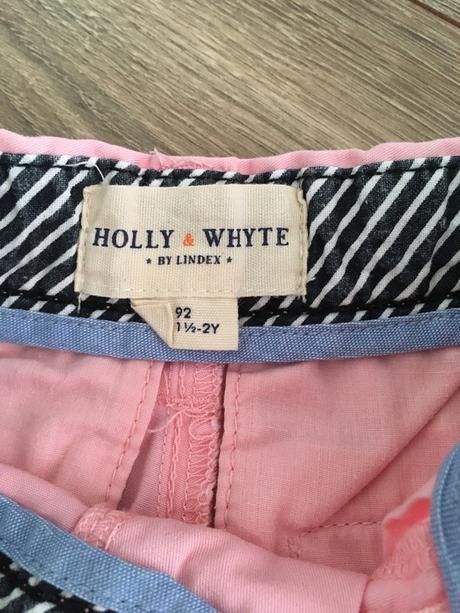 HOLLY & WHYTE
★ BY LINDEX ★
92
1½-2Y